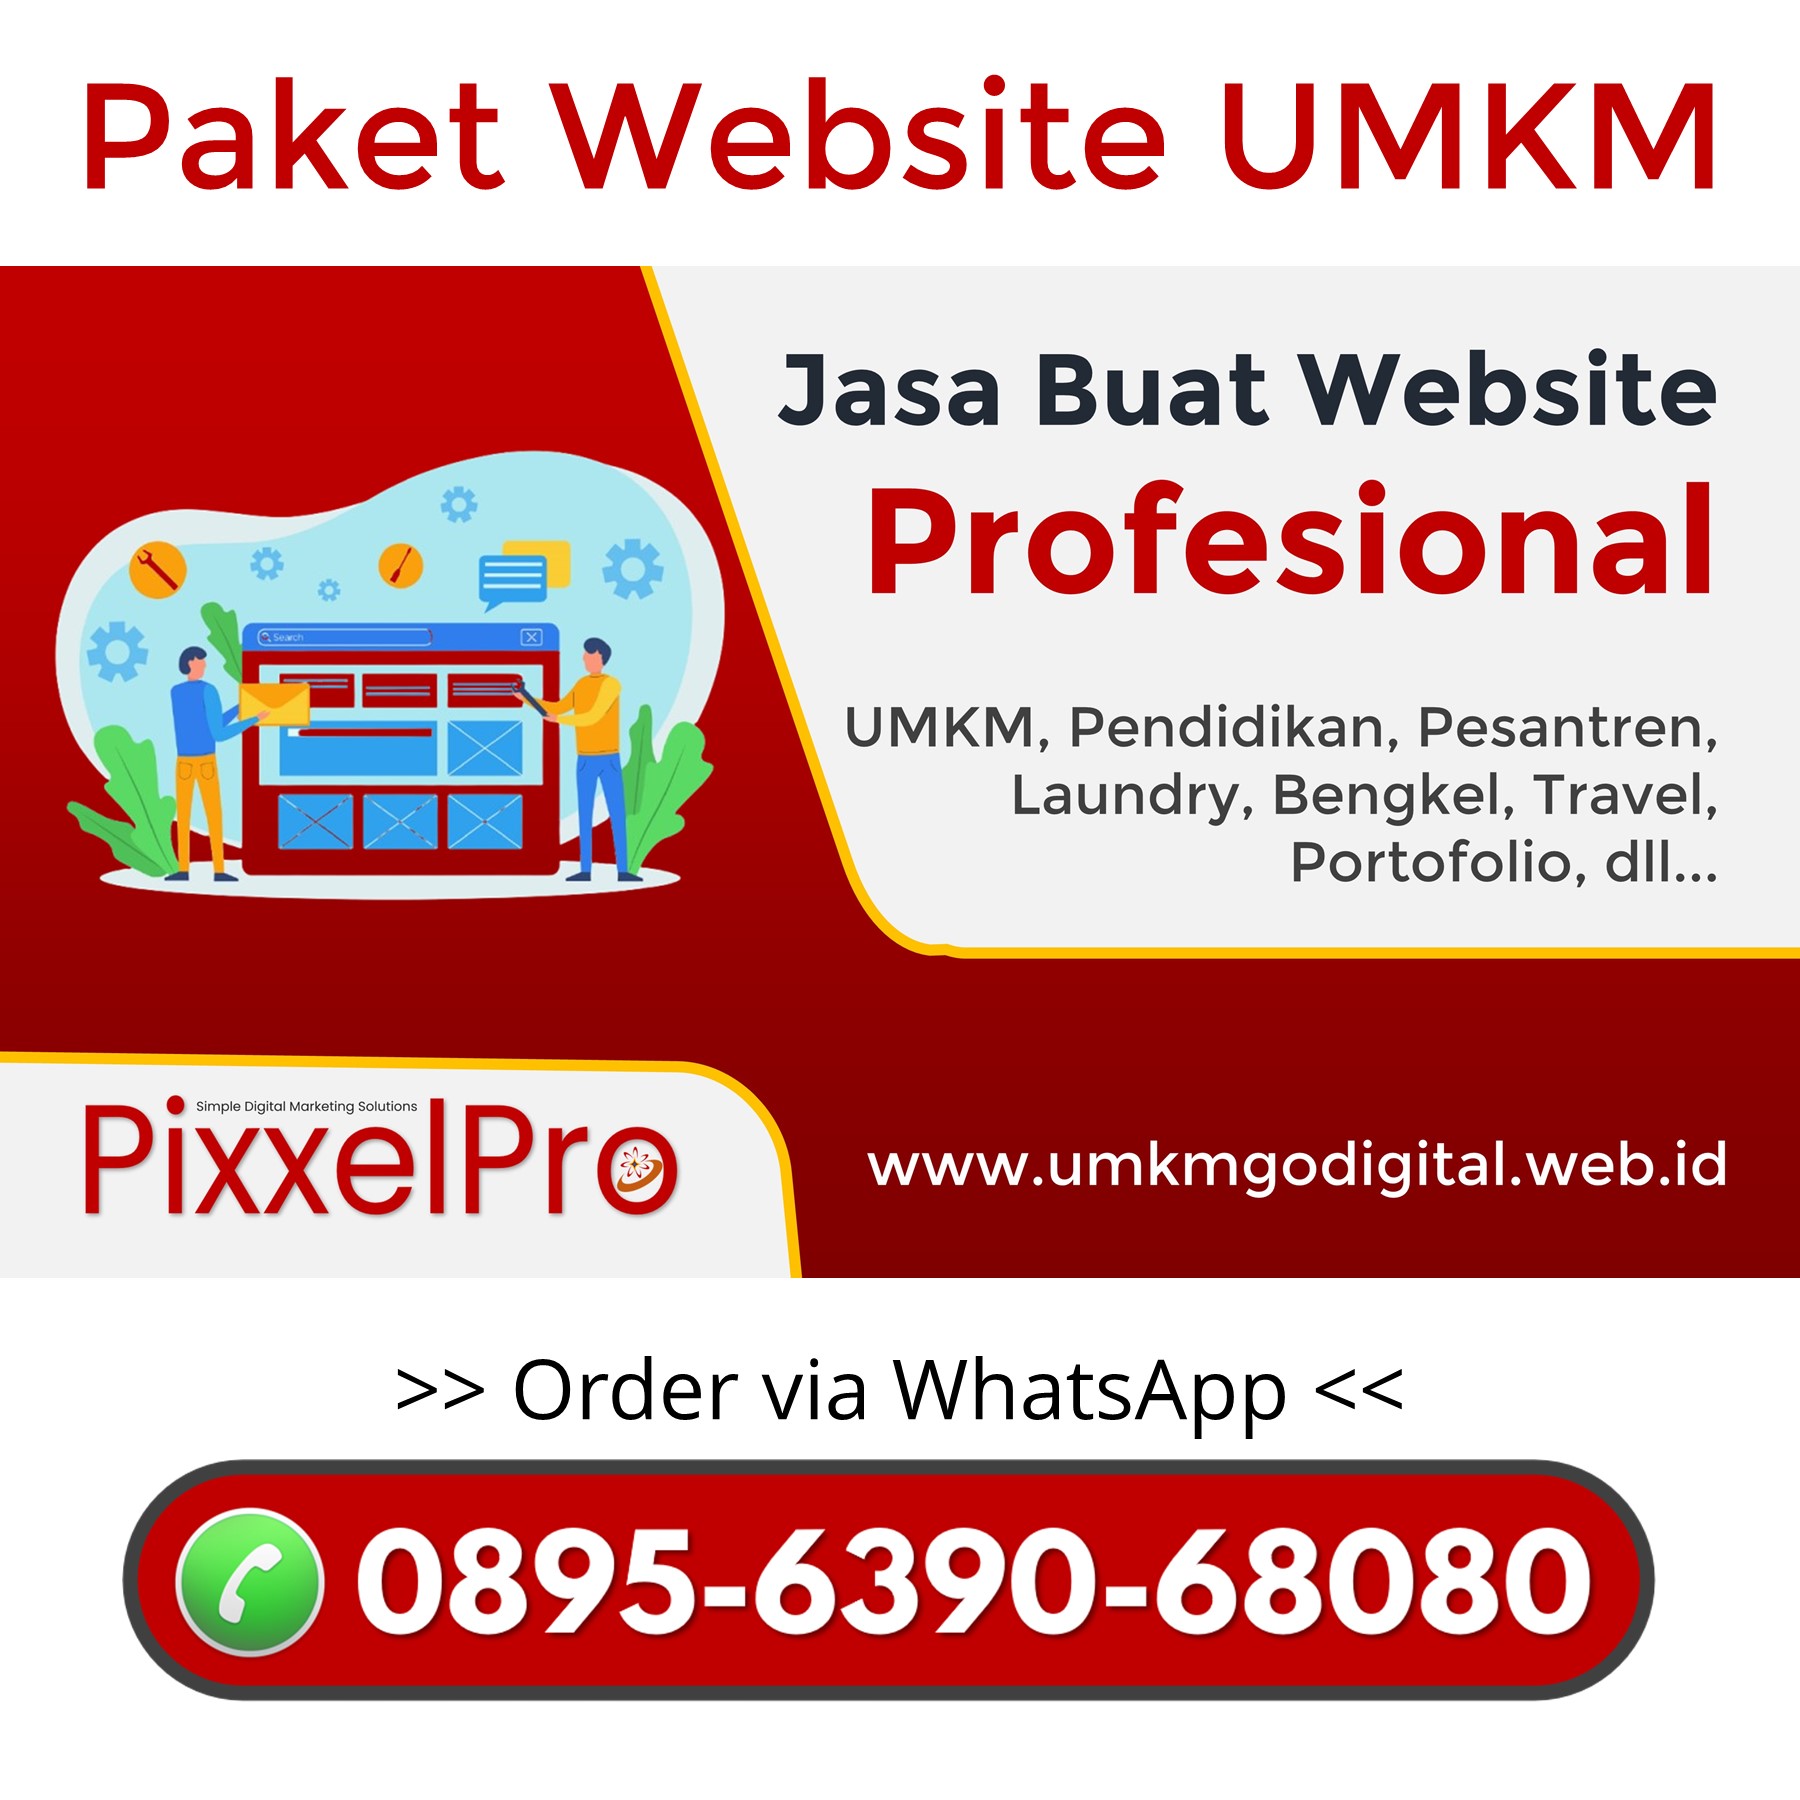 Paket Website UMKM
Jasa Buat Website
Profesional
UMKM, Pendidikan, Pesantren,
Laundry, Bengkel, Travel,
Portofolio, dll...
Search
Simple Digital Marketing Solutions
PixxelPro
www.umkmgodigital.web.id
>> Order via WhatsApp <<
0895-6390-68080